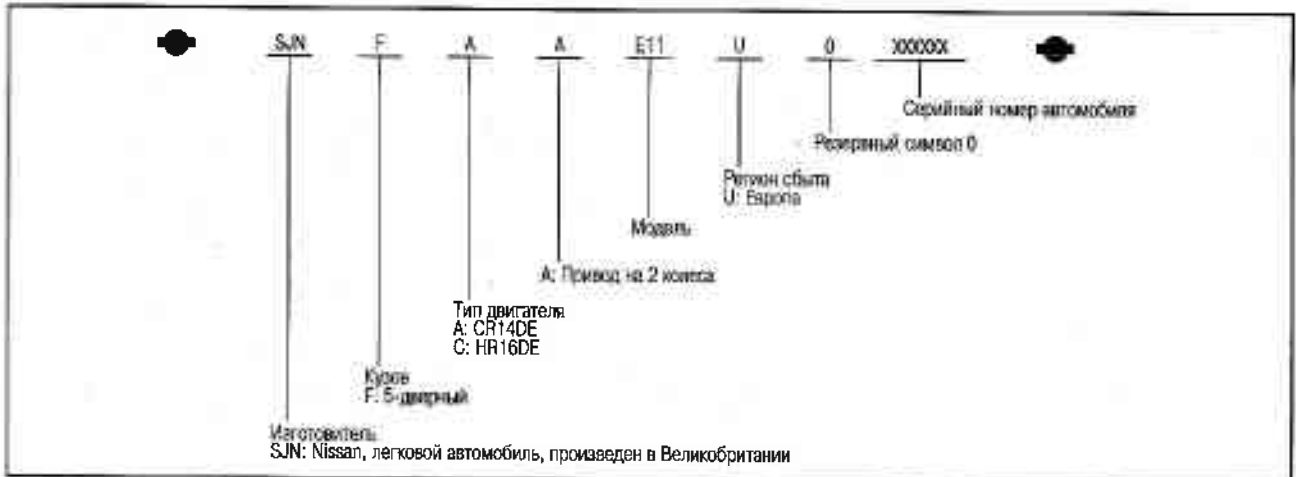 SJN F A A E11 U 0 XXXXXX
Серийный номер автомобиля
Резервный символ 0
Регион сбыта
U: Европа
Модель
A: Привод на 2 колеса
Тип двигателя
A: CR14DE
C: HR16DE
Кузов
F: 5-дверный
Изготовитель
SJN: Nissan, легковой автомобиль, произведен в Великобритании